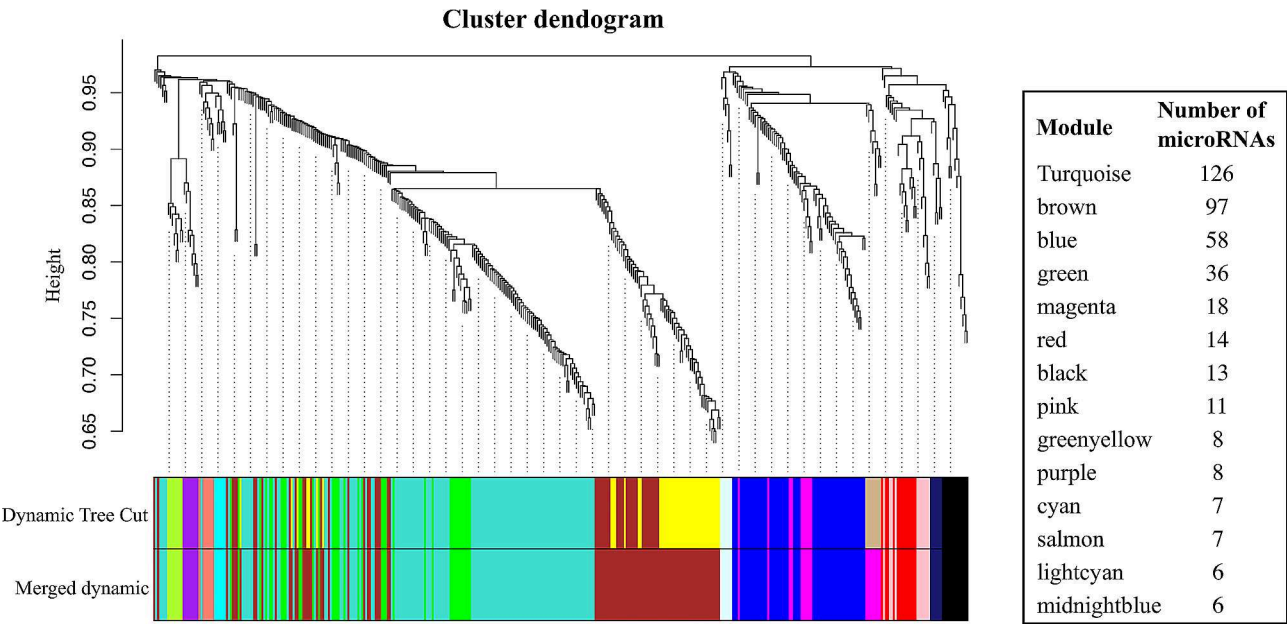 Cluster dendogram
Height
0.95
0.90
0.85
0.80
0.75
0.70
0.65
Dynamic Tree Cut
Merged dynamic
Module Number of microRNAs
Turquoise 126
brown 97
blue 58
green 36
magenta 18
red 14
black 13
pink 11
greenyellow 8
purple 8
cyan 7
salmon 7
lightcyan 6
midnightblue 6